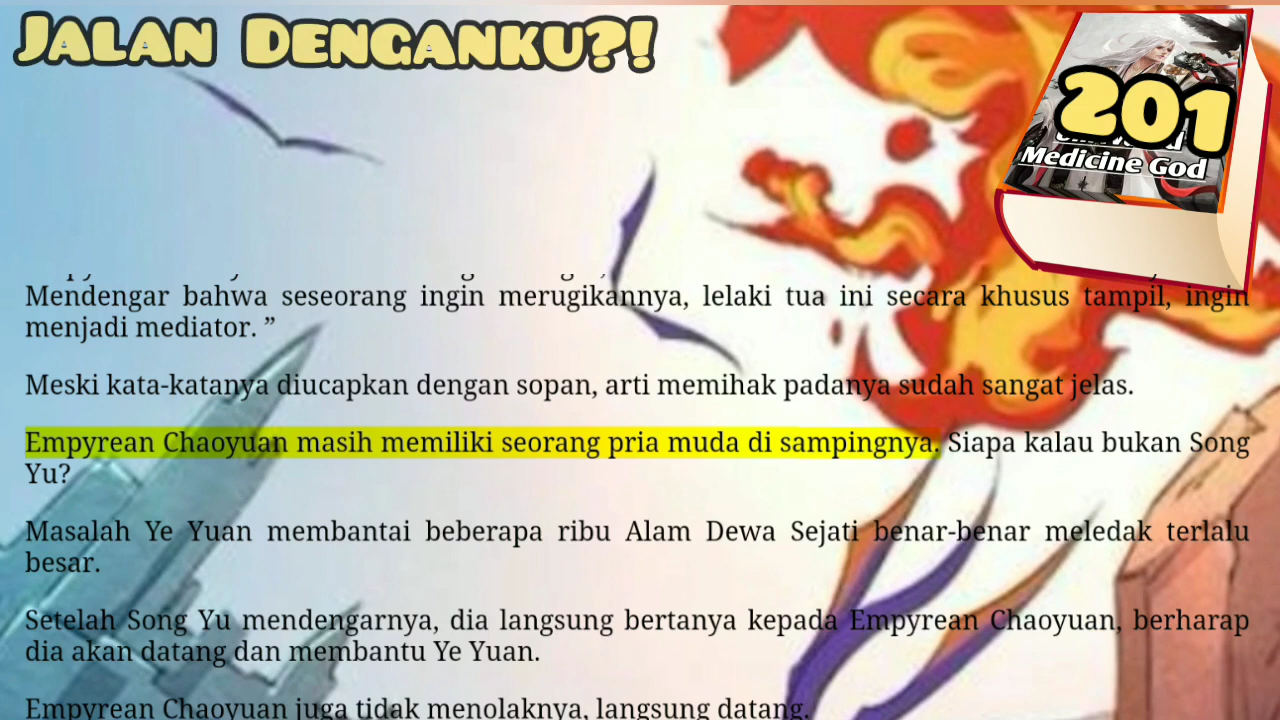 JALAN DENGANKU?!
201
Medicine God
Mendengar bahwa seseorang ingin merugikannya, lelaki tua ini secara khusus tampil, ingin
menjadi mediator. ”
Meski kata-katanya diucapkan dengan sopan, arti memihak padanya sudah sangat jelas.
Empyrean Chaoyuan masih memiliki seorang pria muda di sampingnya. Siapa kalau bukan Song
Yu?
Masalah Ye Yuan membantai beberapa ribu Alam Dewa Sejati benar-benar meledak terlalu
besar.
Setelah Song Yu mendengarnya, dia langsung bertanya kepada Empyrean Chaoyuan, berharap
dia akan datang dan membantu Ye Yuan.
Empyrean Chaoyuan juga tidak menolaknya, langsung datang.